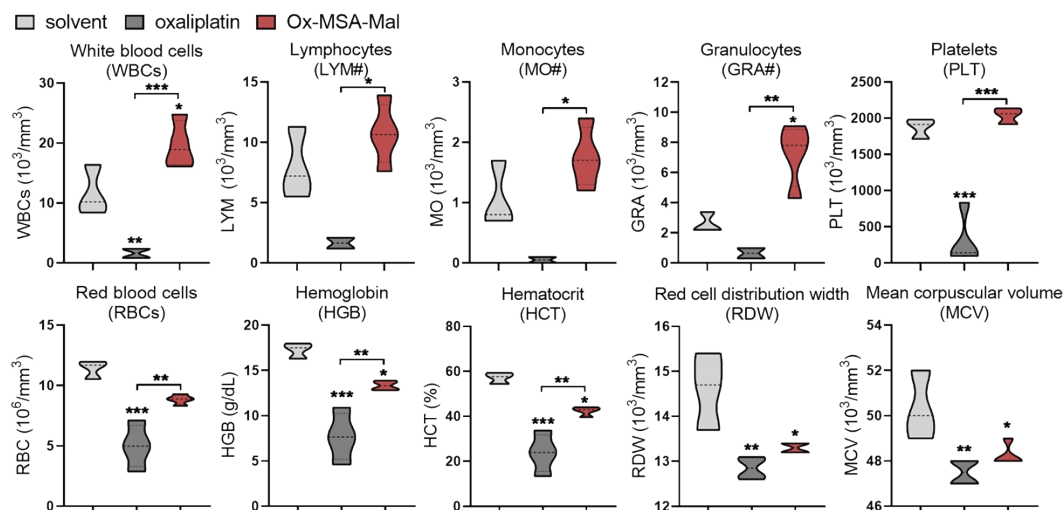 solvent oxaliplatin Ox-MSA-Mal
White blood cells
(WBCs)
WBCs (10³/mm³)
30
20
10
0
***
*
**
Lymphocytes
(LYM#)
LYM (10³/mm³)
15
10
5
0
*
Monocytes
(MO#)
MO (10³/mm³)
3
2
1
0
*
Granulocytes
(GRA#)
GRA (10³/mm³)
12
10
8
6
4
2
0
**
*
Platelets
(PLT)
PLT (10³/mm³)
2500
2000
1500
1000
500
0
***
***
Red blood cells
(RBCs)
RBC (10⁶/mm³)
15
10
5
0
**
***
Hemoglobin
(HGB)
HGB (g/dL)
20
15
10
5
0
**
*
***
Hematocrit
(HCT)
HCT (%)
80
60
40
20
0
**
*
***
Red cell distribution width
(RDW)
RDW (10³/mm³)
16
15
14
13
12
**
*
Mean corpuscular volume
(MCV)
MCV (10³/mm³)
54
52
50
48
46
**
*